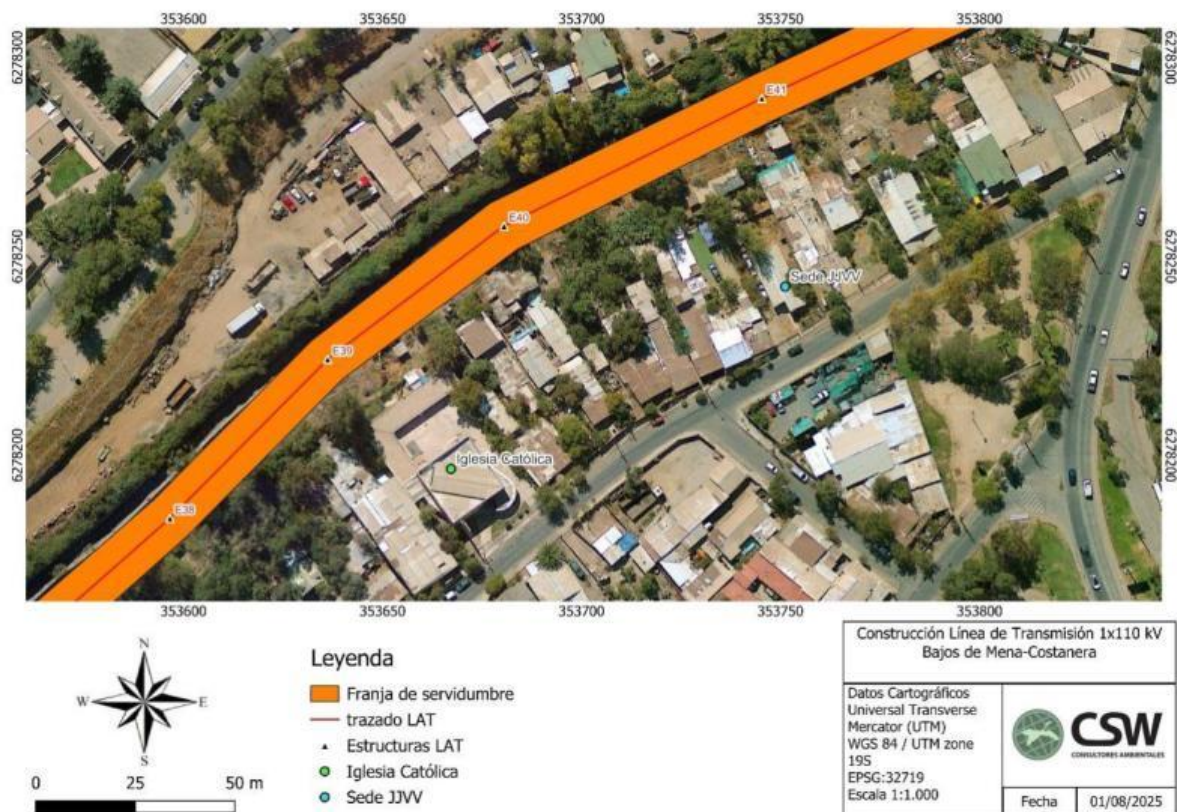 353600 353650 353700 353750 353800
6278300
6278300
E41
E40
6278250
6278250
Sede JJVV
E39
6278200
6278200
Iglesia Católica
E38
353600 353650 353700 353750 353800
N
W E
S
0 25 50 m
Leyenda
Franja de servidumbre
trazado LAT
Estructuras LAT
Iglesia Católica
Sede JJVV
Construcción Línea de Transmisión 1x110 kV
Bajos de Mena-Costanera
Datos Cartográficos
Universal Transverse
Mercator (UTM)
WGS 84 / UTM zone
19S
EPSG:32719
Escala 1:1.000
CSW
CONSULTORES AMBIENTALES
Fecha 01/08/2025